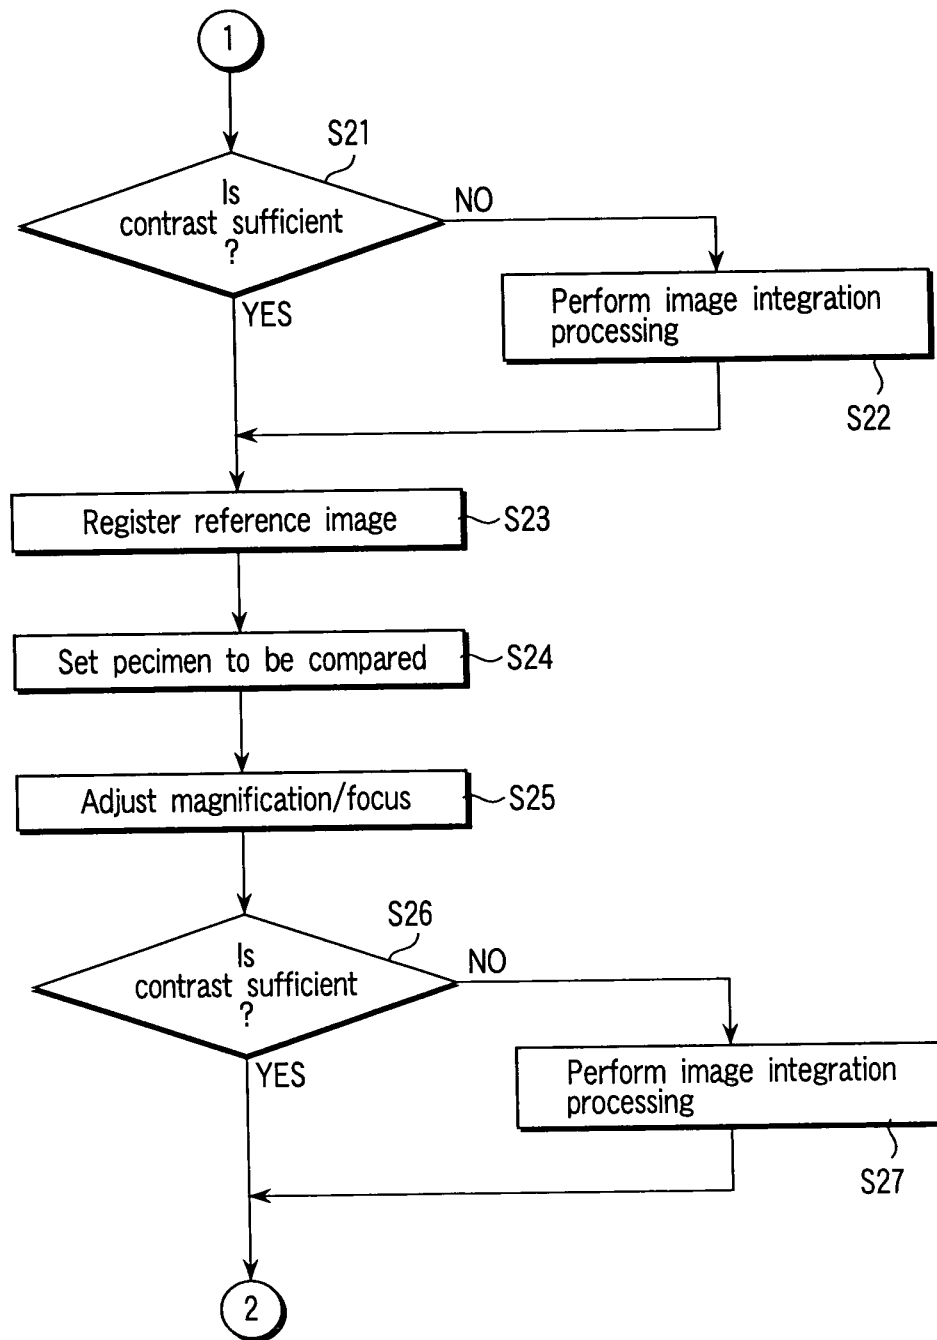 1
S21
Is
contrast sufficient
?
NO
YES
Perform image integration
processing
S22
Register reference image
S23
Set pecimen to be compared
S24
Adjust magnification/focus
S25
S26
Is
contrast sufficient
?
NO
YES
Perform image integration
processing
S27
2